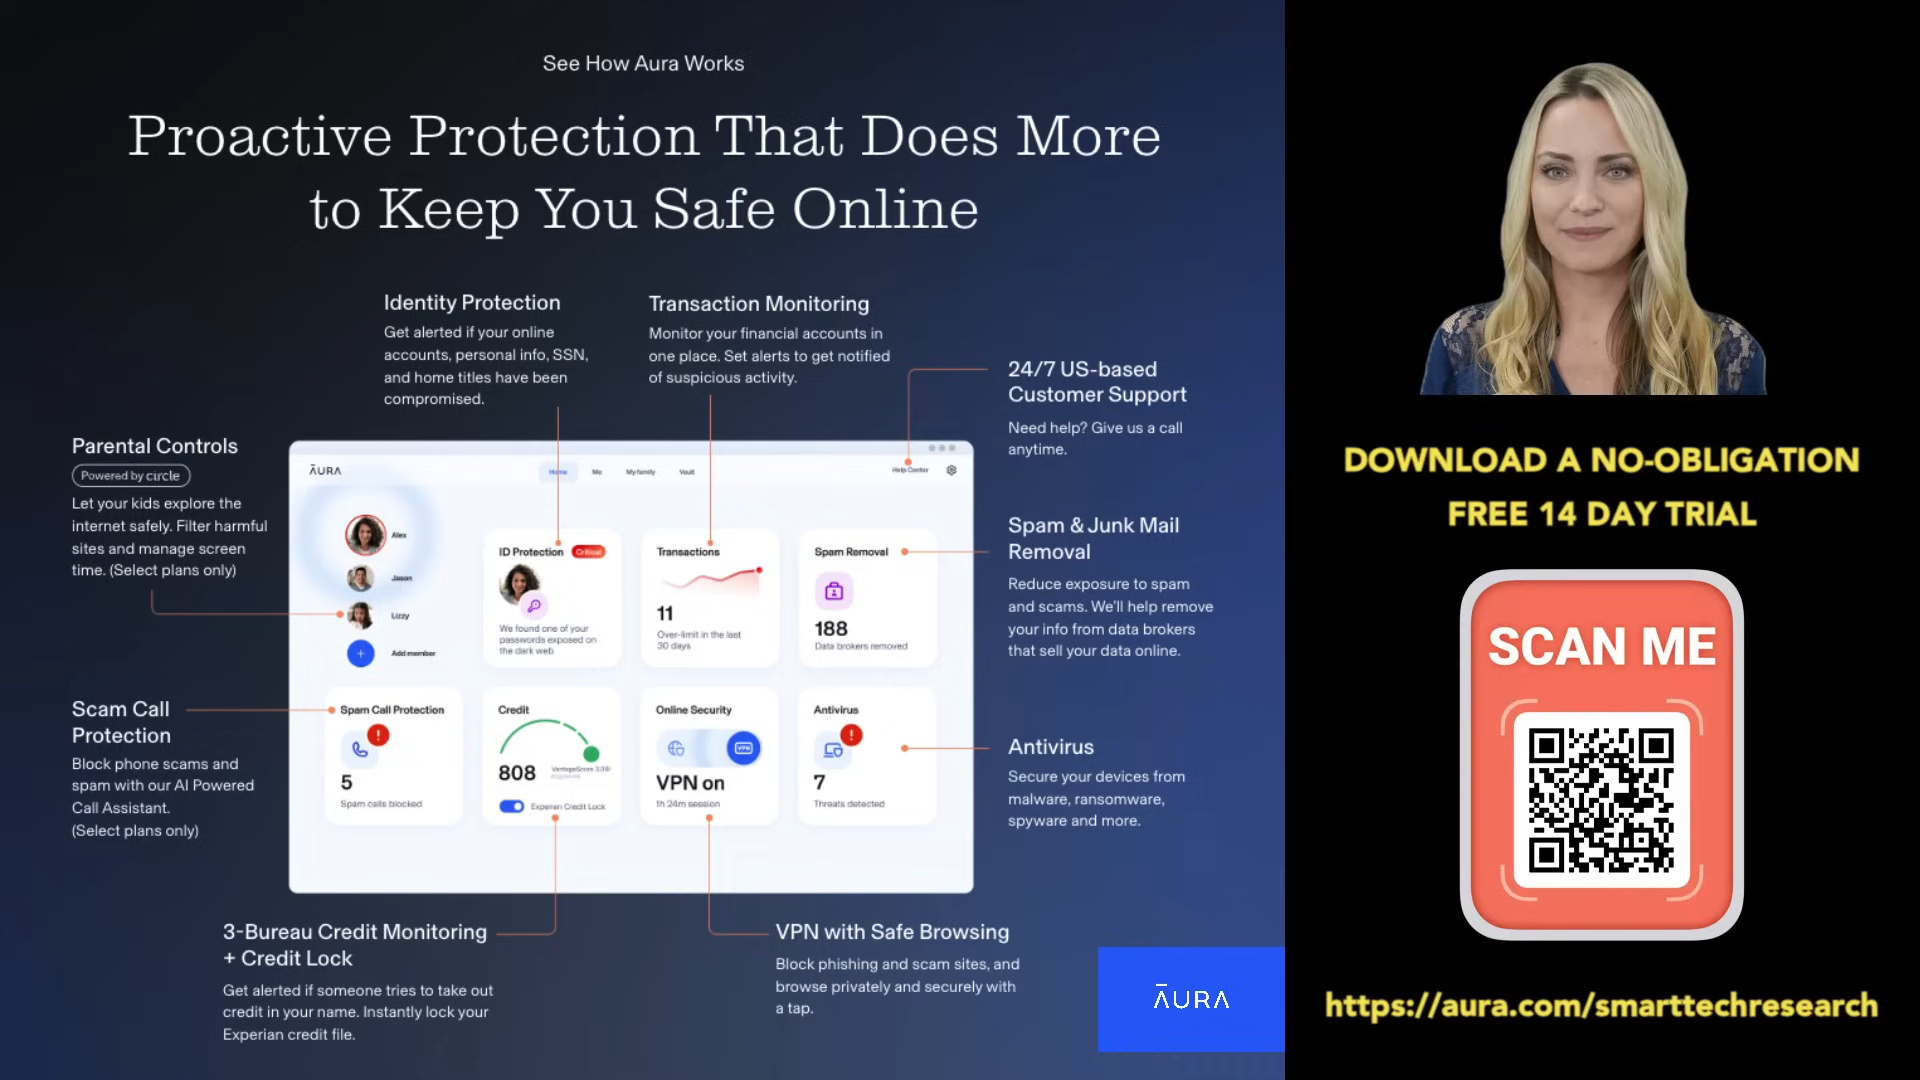 See How Aura Works
Proactive Protection That Does More
to Keep You Safe Online
Identity Protection
Get alerted if your online
accounts, personal info, SSN,
and home titles have been
compromised.
Transaction Monitoring
Monitor your financial accounts in
one place. Set alerts to get notified
of suspicious activity.
24/7 US-based
Customer Support
Need help? Give us a call
anytime.
Parental Controls
Powered by circle
Let your kids explore the
internet safely. Filter harmful
sites and manage screen
time. (Select plans only)
Scam Call
Protection
Block phone scams and
spam with our AI Powered
Call Assistant.
(Select plans only)
AURA
Home
Me
My family
Vault
Help Center
Alex
Jason
Lizzy
Add member
ID Protection
Critical
We found one of your
passwords exposed on
the dark web
Transactions
11
Over-limit in the last
30 days
Spam Removal
188
Data brokers removed
Spam Call Protection
5
Spam calls blocked
Credit
808
Experian Credit Lock
Online Security
VPN
VPN on
1h 24m session
Antivirus
7
Threats detected
Spam & Junk Mail
Removal
Reduce exposure to spam
and scams. We'll help remove
your info from data brokers
that sell your data online.
Antivirus
Secure your devices from
malware, ransomware,
spyware and more.
3-Bureau Credit Monitoring
+ Credit Lock
Get alerted if someone tries to take out
credit in your name. Instantly lock your
Experian credit file.
VPN with Safe Browsing
Block phishing and scam sites, and
browse privately and securely with
a tap.
AURA
DOWNLOAD A NO-OBLIGATION
FREE 14 DAY TRIAL
SCAN ME
https://aura.com/smarttechresearch